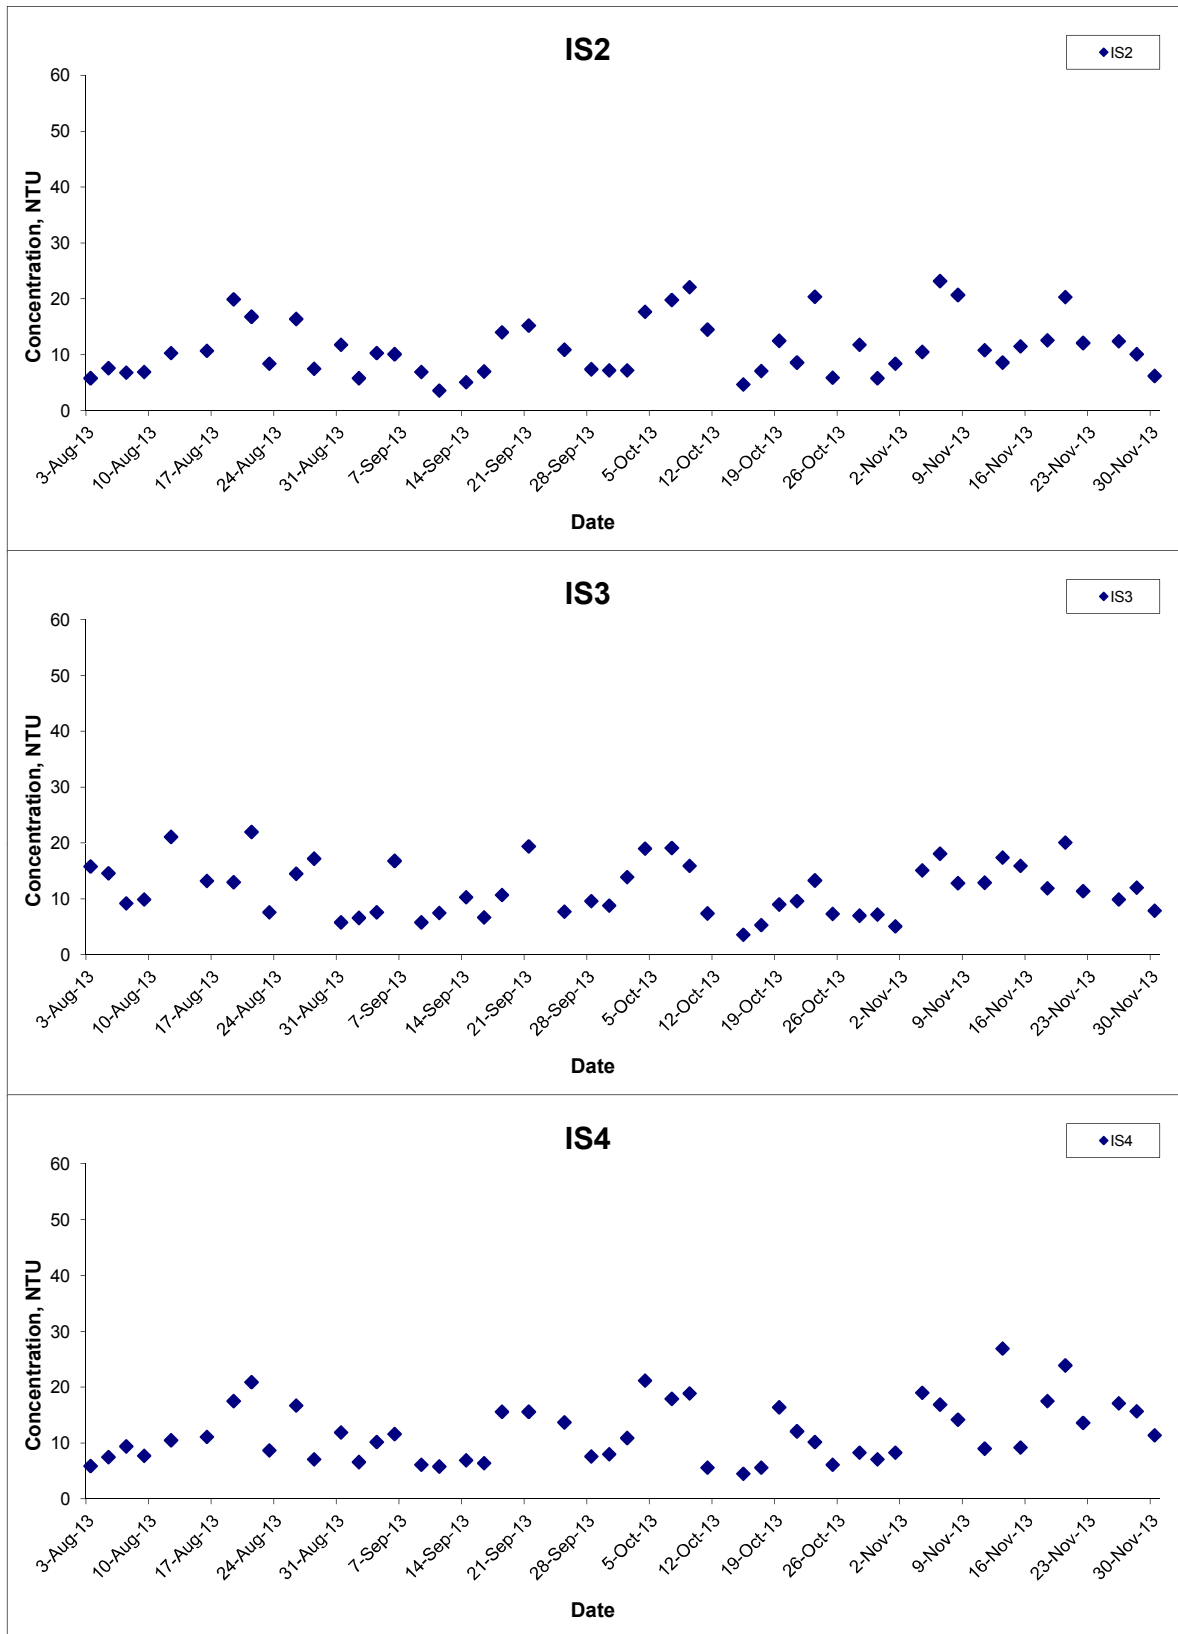 IS2
IS2
60
50
40
30
20
10
0
Concentration, NTU
3-Aug-13
10-Aug-13
17-Aug-13
24-Aug-13
31-Aug-13
7-Sep-13
14-Sep-13
21-Sep-13
28-Sep-13
5-Oct-13
12-Oct-13
19-Oct-13
26-Oct-13
2-Nov-13
9-Nov-13
16-Nov-13
23-Nov-13
30-Nov-13
Date
IS3
IS3
60
50
40
30
20
10
0
Concentration, NTU
3-Aug-13
10-Aug-13
17-Aug-13
24-Aug-13
31-Aug-13
7-Sep-13
14-Sep-13
21-Sep-13
28-Sep-13
5-Oct-13
12-Oct-13
19-Oct-13
26-Oct-13
2-Nov-13
9-Nov-13
16-Nov-13
23-Nov-13
30-Nov-13
Date
IS4
IS4
60
50
40
30
20
10
0
Concentration, NTU
3-Aug-13
10-Aug-13
17-Aug-13
24-Aug-13
31-Aug-13
7-Sep-13
14-Sep-13
21-Sep-13
28-Sep-13
5-Oct-13
12-Oct-13
19-Oct-13
26-Oct-13
2-Nov-13
9-Nov-13
16-Nov-13
23-Nov-13
30-Nov-13
Date